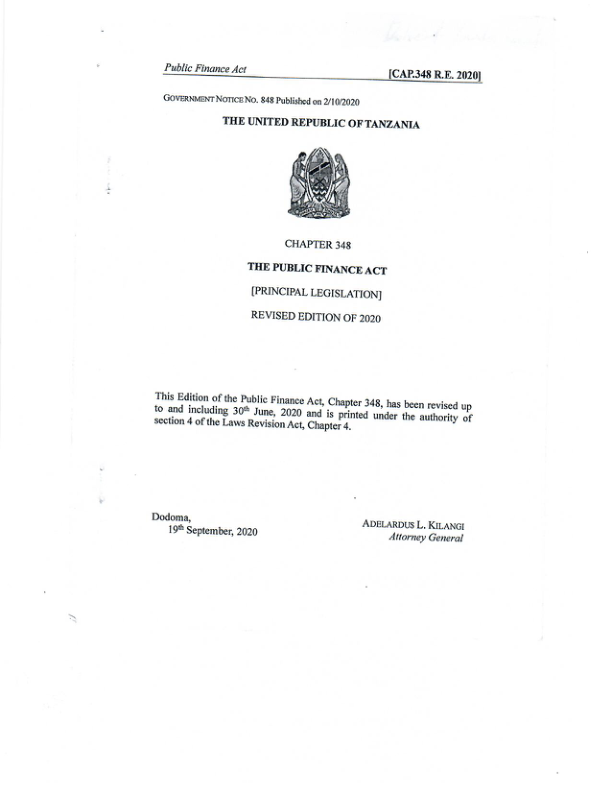 Public Finance Act [CAP.348 R.E. 2020]
GOVERNMENT NOTICE NO. 848 Published on 2/10/2020
THE UNITED REPUBLIC OF TANZANIA
CHAPTER 348
THE PUBLIC FINANCE ACT
[PRINCIPAL LEGISLATION]
REVISED EDITION OF 2020
This Edition of the Public Finance Act, Chapter 348, has been revised up
to and including 30th June, 2020 and is printed under the authority of
section 4 of the Laws Revision Act, Chapter 4.
Dodoma,
19th September, 2020
ADELARDUS L. KILANGI
Attorney General